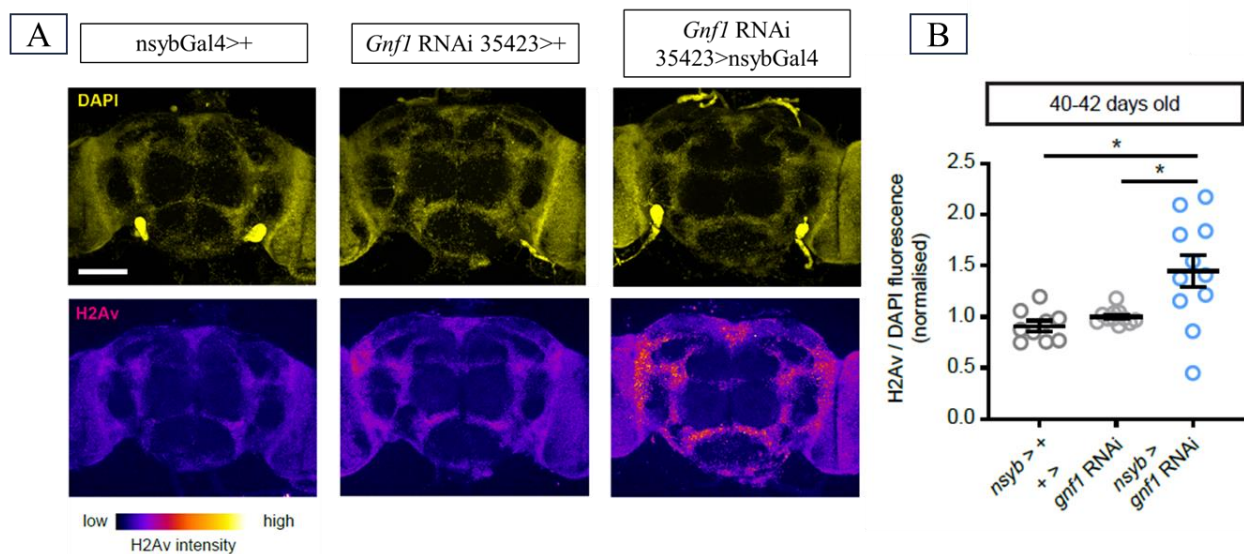 A
nsybGal4>+
Gnf1 RNAi 35423>+
Gnf1 RNAi
35423>nsybGal4
DAPI
H2Av
low
high
H2Av intensity
B
40-42 days old
*
*
H2Av / DAPI fluorescence
(normalised)
2.5
2.0
1.5
1.0
0.5
0.0
nsyb > +
+ >
gnf1 RNAi
nsyb >
gnf1 RNAi